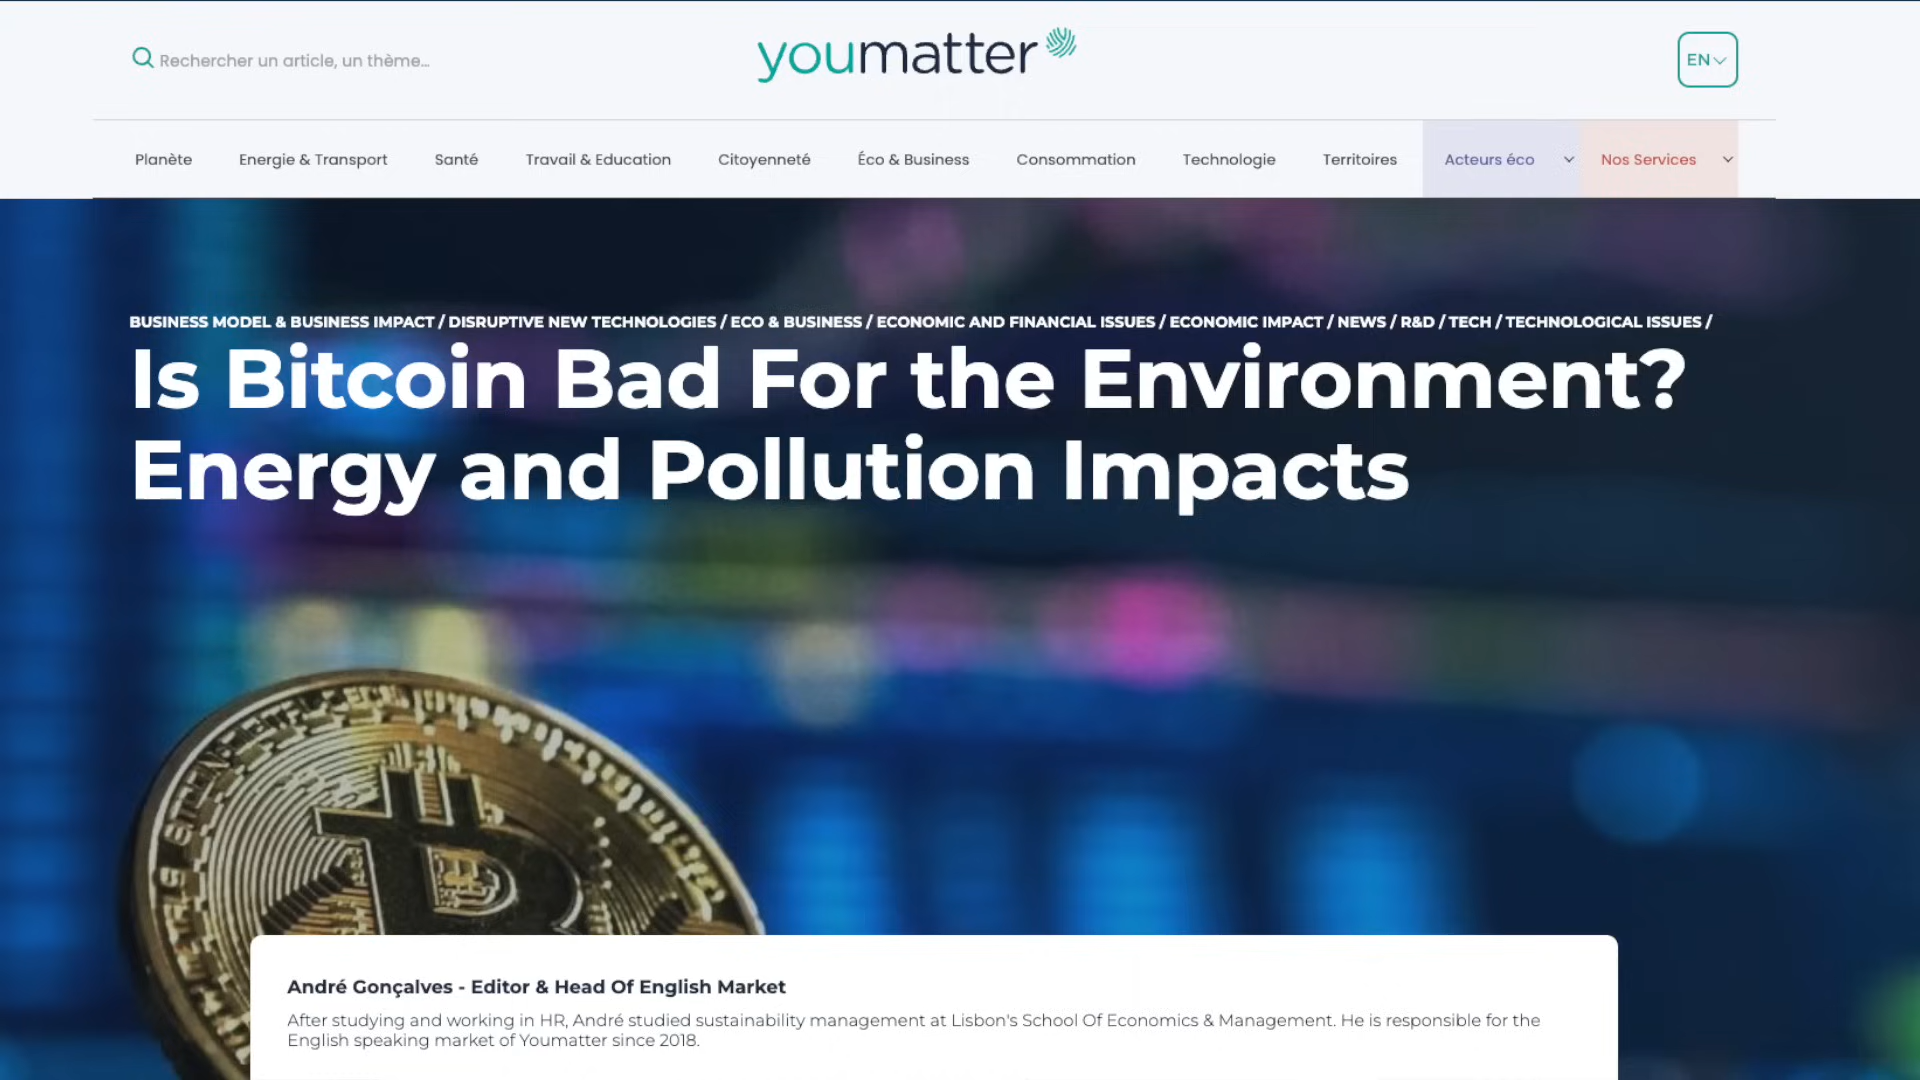 Rechercher un article, un thème...
youmatter
EN
Planète
Energie & Transport
Santé
Travail & Education
Citoyenneté
Éco & Business
Consommation
Technologie
Territoires
Acteurs éco
Nos Services
BUSINESS MODEL & BUSINESS IMPACT / DISRUPTIVE NEW TECHNOLOGIES / ECO & BUSINESS / ECONOMIC AND FINANCIAL ISSUES / ECONOMIC IMPACT / NEWS / R&D / TECH / TECHNOLOGICAL ISSUES /
Is Bitcoin Bad For the Environment?
Energy and Pollution Impacts
André Gonçalves - Editor & Head Of English Market
After studying and working in HR, André studied sustainability management at Lisbon's School Of Economics & Management. He is responsible for the
English speaking market of Youmatter since 2018.